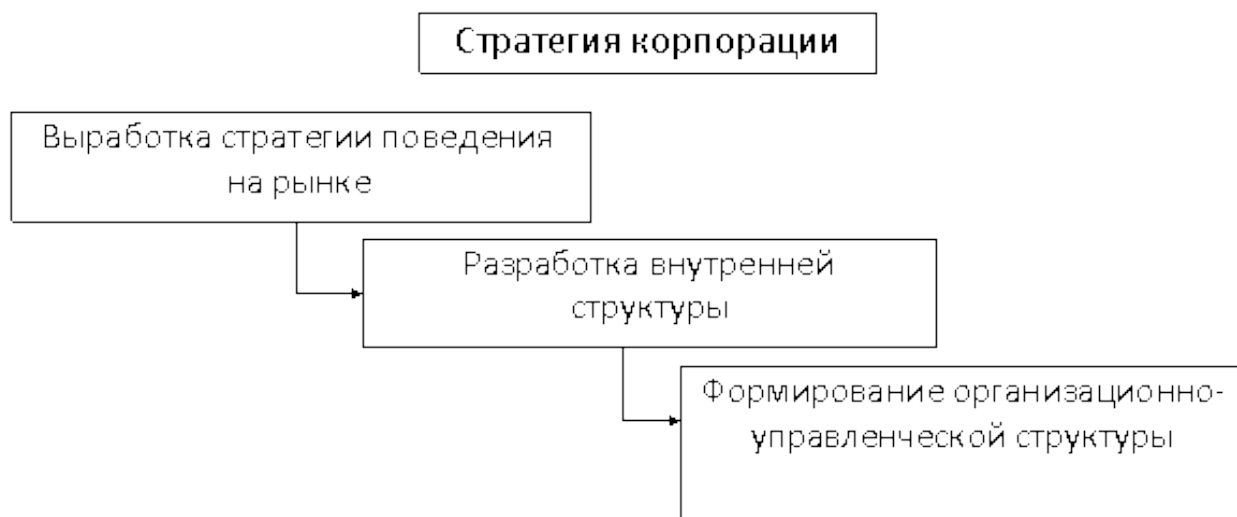 Стратегия корпорации
Выработка стратегии поведения
на рынке
Разработка внутренней
структуры
Формирование организационно-
управленческой структуры